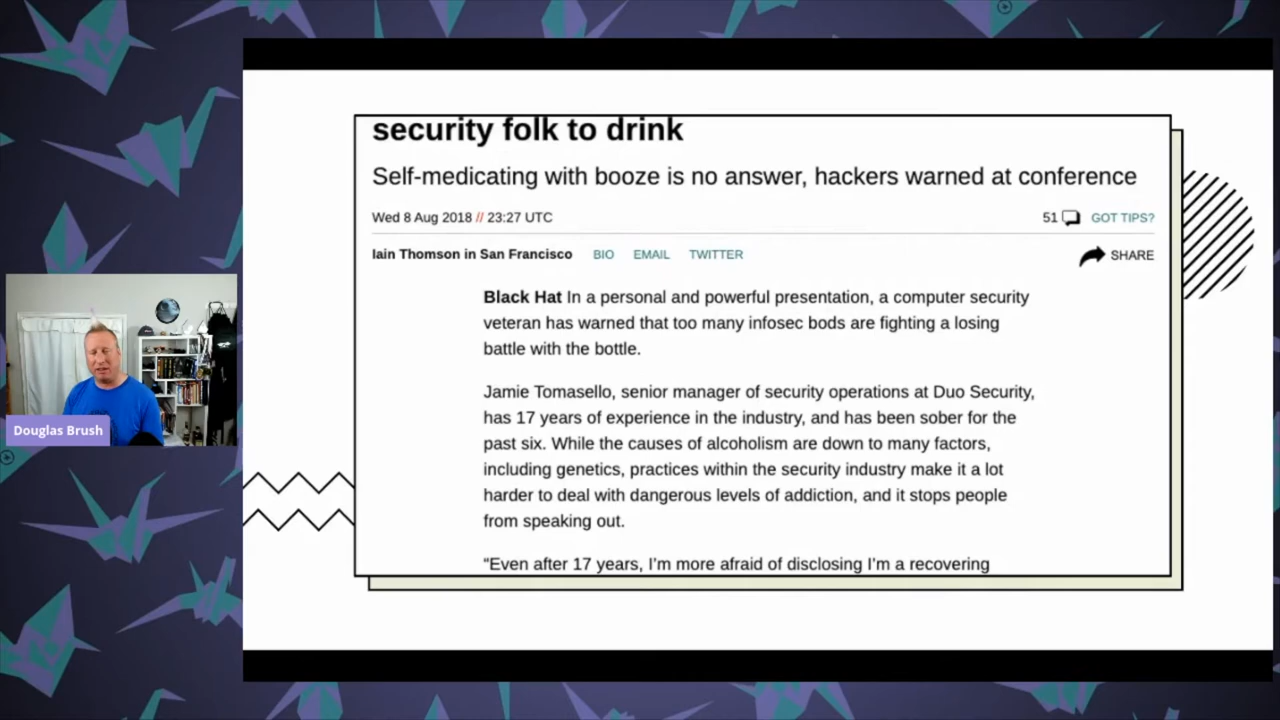 security folk to drink
Self-medicating with booze is no answer, hackers warned at conference
Wed 8 Aug 2018 // 23:27 UTC
51 GOT TIPS?
Iain Thomson in San Francisco BIO EMAIL TWITTER
SHARE
Black Hat In a personal and powerful presentation, a computer security
veteran has warned that too many infosec bods are fighting a losing
battle with the bottle.
Jamie Tomasello, senior manager of security operations at Duo Security,
has 17 years of experience in the industry, and has been sober for the
past six. While the causes of alcoholism are down to many factors,
including genetics, practices within the security industry make it a lot
harder to deal with dangerous levels of addiction, and it stops people
from speaking out.
“Even after 17 years, I’m more afraid of disclosing I’m a recovering
Douglas Brush